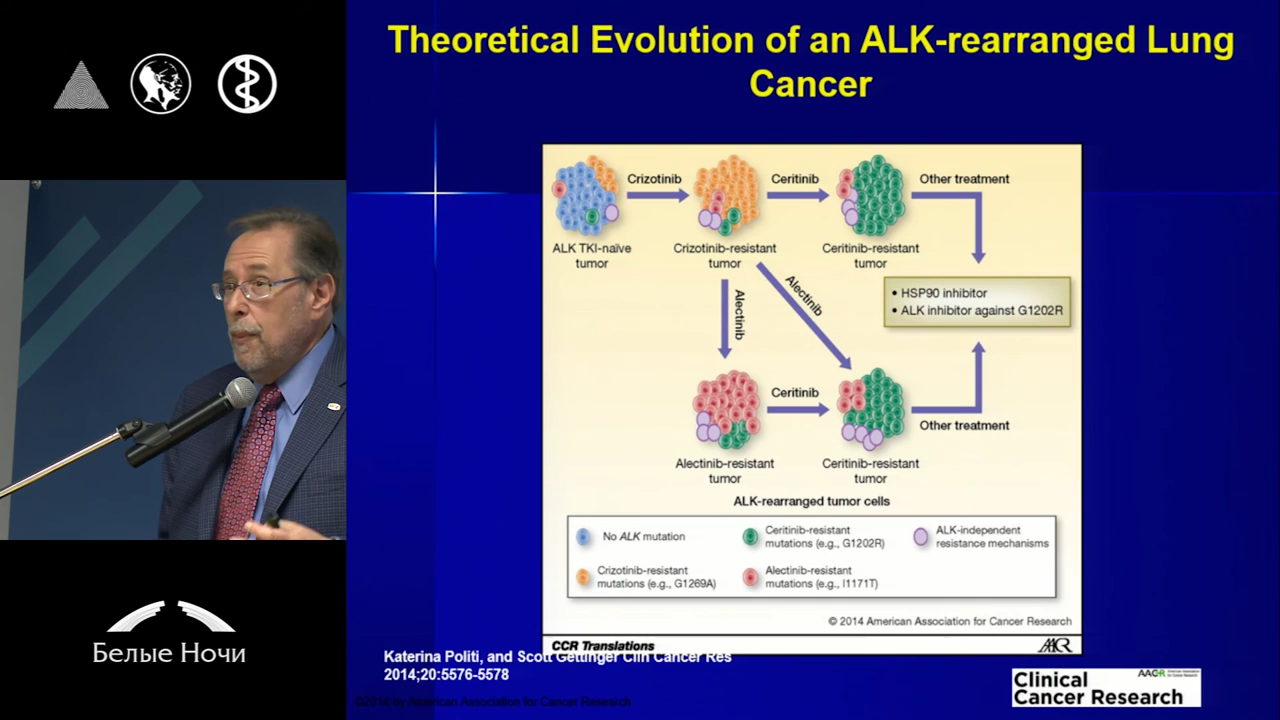 Theoretical Evolution of an ALK-rearranged Lung
Cancer
Crizotinib
Ceritinib
Other treatment
ALK TKI-naïve
tumor
Crizotinib-resistant
tumor
Ceritinib-resistant
tumor
Alectinib
Alectinib
• HSP90 inhibitor
• ALK inhibitor against G1202R
Ceritinib
Other treatment
Alectinib-resistant
tumor
Ceritinib-resistant
tumor
ALK-rearranged tumor cells
No ALK mutation
Ceritinib-resistant
mutations (e.g., G1202R)
ALK-independent
resistance mechanisms
Crizotinib-resistant
mutations (e.g., G1269A)
Alectinib-resistant
mutations (e.g., I1171T)
© 2014 American Association for Cancer Research
CCR Translations
AACR
Katerina Politi, and Scott Gettinger Clin Cancer Res
2014;20:5576-5578
©2014 by American Association for Cancer Research
AACR
Clinical
Cancer Research
Белые Ночи